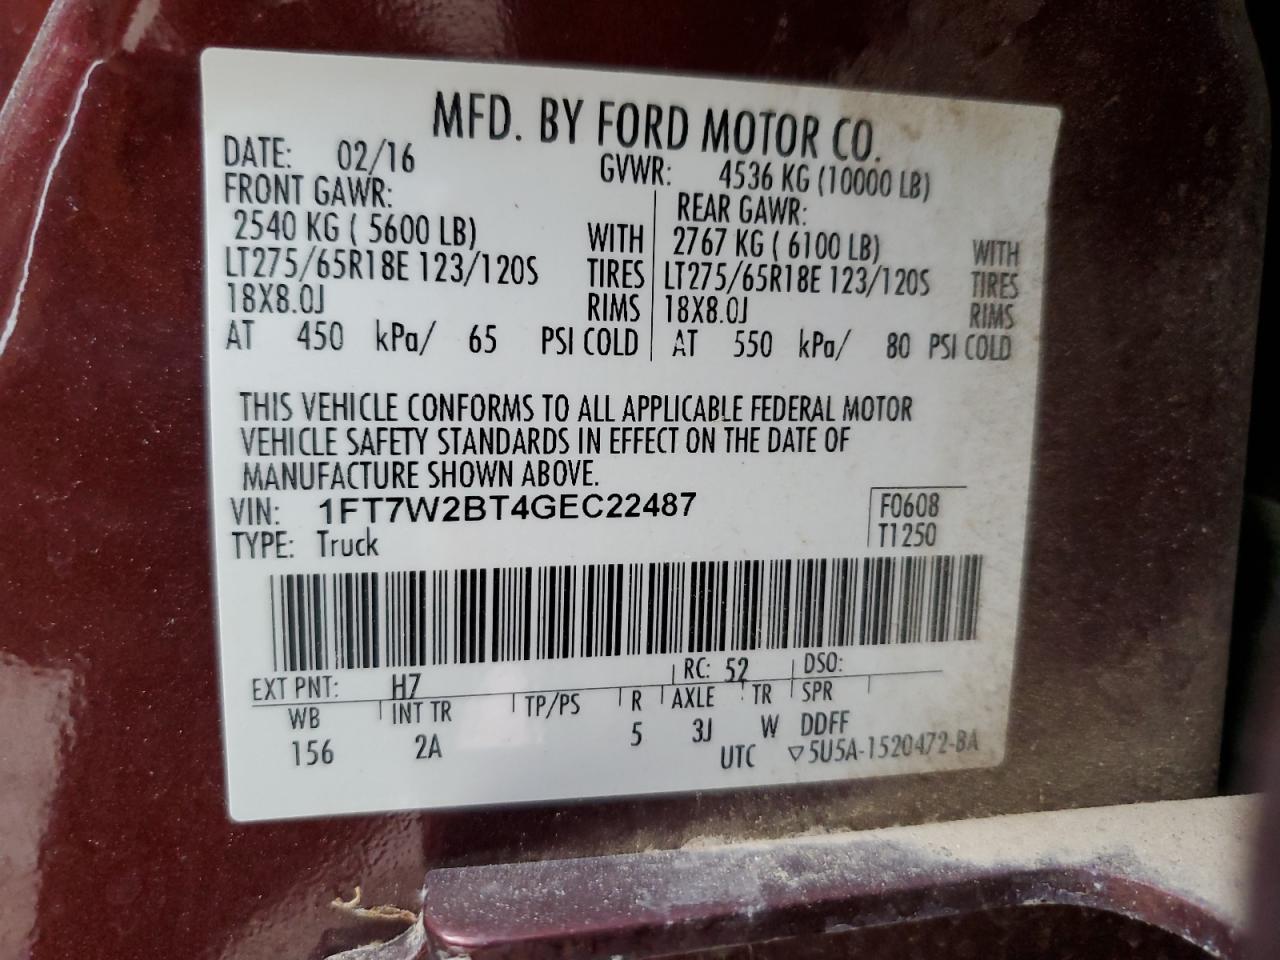 MFD. BY FORD MOTOR CO.
DATE: 02/16 GVWR: 4536 KG (10000 LB)
FRONT GAWR: REAR GAWR:
2540 KG ( 5600 LB) WITH 2767 KG ( 6100 LB) WITH
LT275/65R18E 123/120S TIRES LT275/65R18E 123/120S TIRES
18X8.0J RIMS 18X8.0J RIMS
AT 450 kPa/ 65 PSI COLD AT 550 kPa/ 80 PSI COLD
THIS VEHICLE CONFORMS TO ALL APPLICABLE FEDERAL MOTOR
VEHICLE SAFETY STANDARDS IN EFFECT ON THE DATE OF
MANUFACTURE SHOWN ABOVE.
VIN: 1FT7W2BT4GEC22487 F0608
TYPE: Truck T1250
EXT PNT: H7 RC: 52 DSO:
WB INT TR TP/PS R AXLE TR SPR
156 2A 5 3J W DDFF
UTC ▽5U5A-1520472-BA